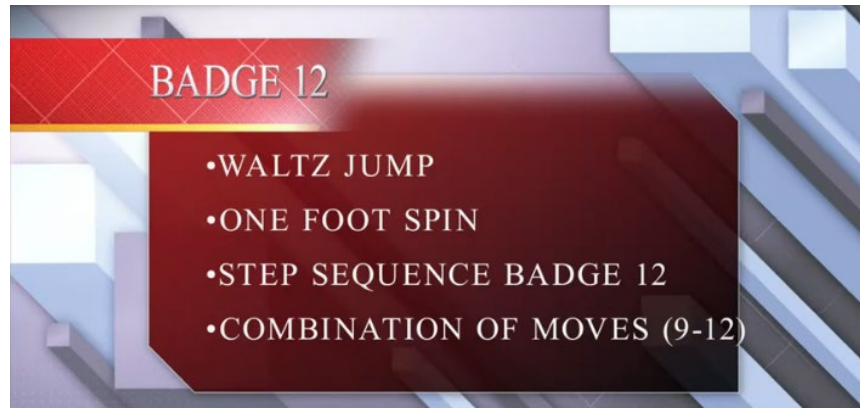 BADGE 12
•WALTZ JUMP
•ONE FOOT SPIN
•STEP SEQUENCE BADGE 12
•COMBINATION OF MOVES (9-12)